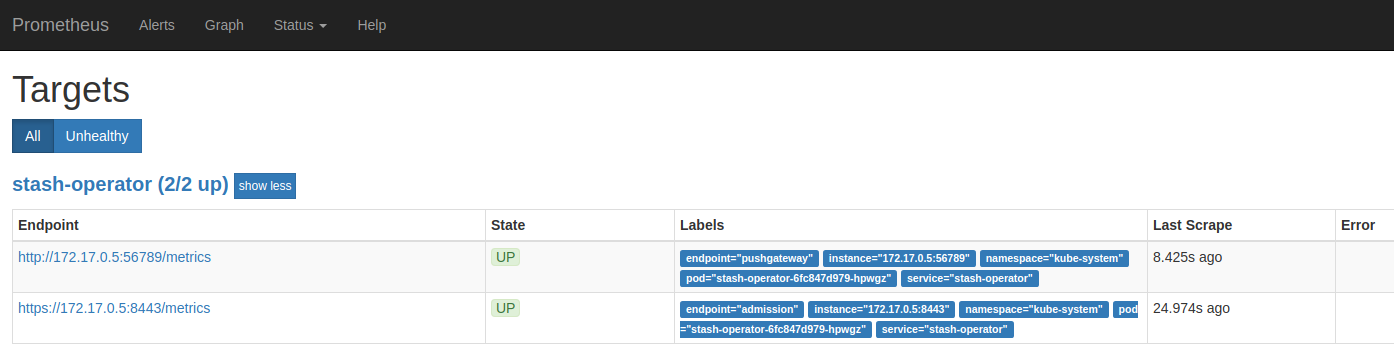 Prometheus Alerts Graph Status Help
Targets
All Unhealthy
stash-operator (2/2 up) show less
Endpoint State Labels Last Scrape Error
http://172.17.0.5:56789/metrics UP endpoint="pushgateway" instance="172.17.0.5:56789" namespace="kube-system" 8.425s ago
pod="stash-operator-6fc847d979-hpwgz" service="stash-operator"
https://172.17.0.5:8443/metrics UP endpoint="admission" instance="172.17.0.5:8443" namespace="kube-system" pod 24.974s ago
="stash-operator-6fc847d979-hpwgz" service="stash-operator"